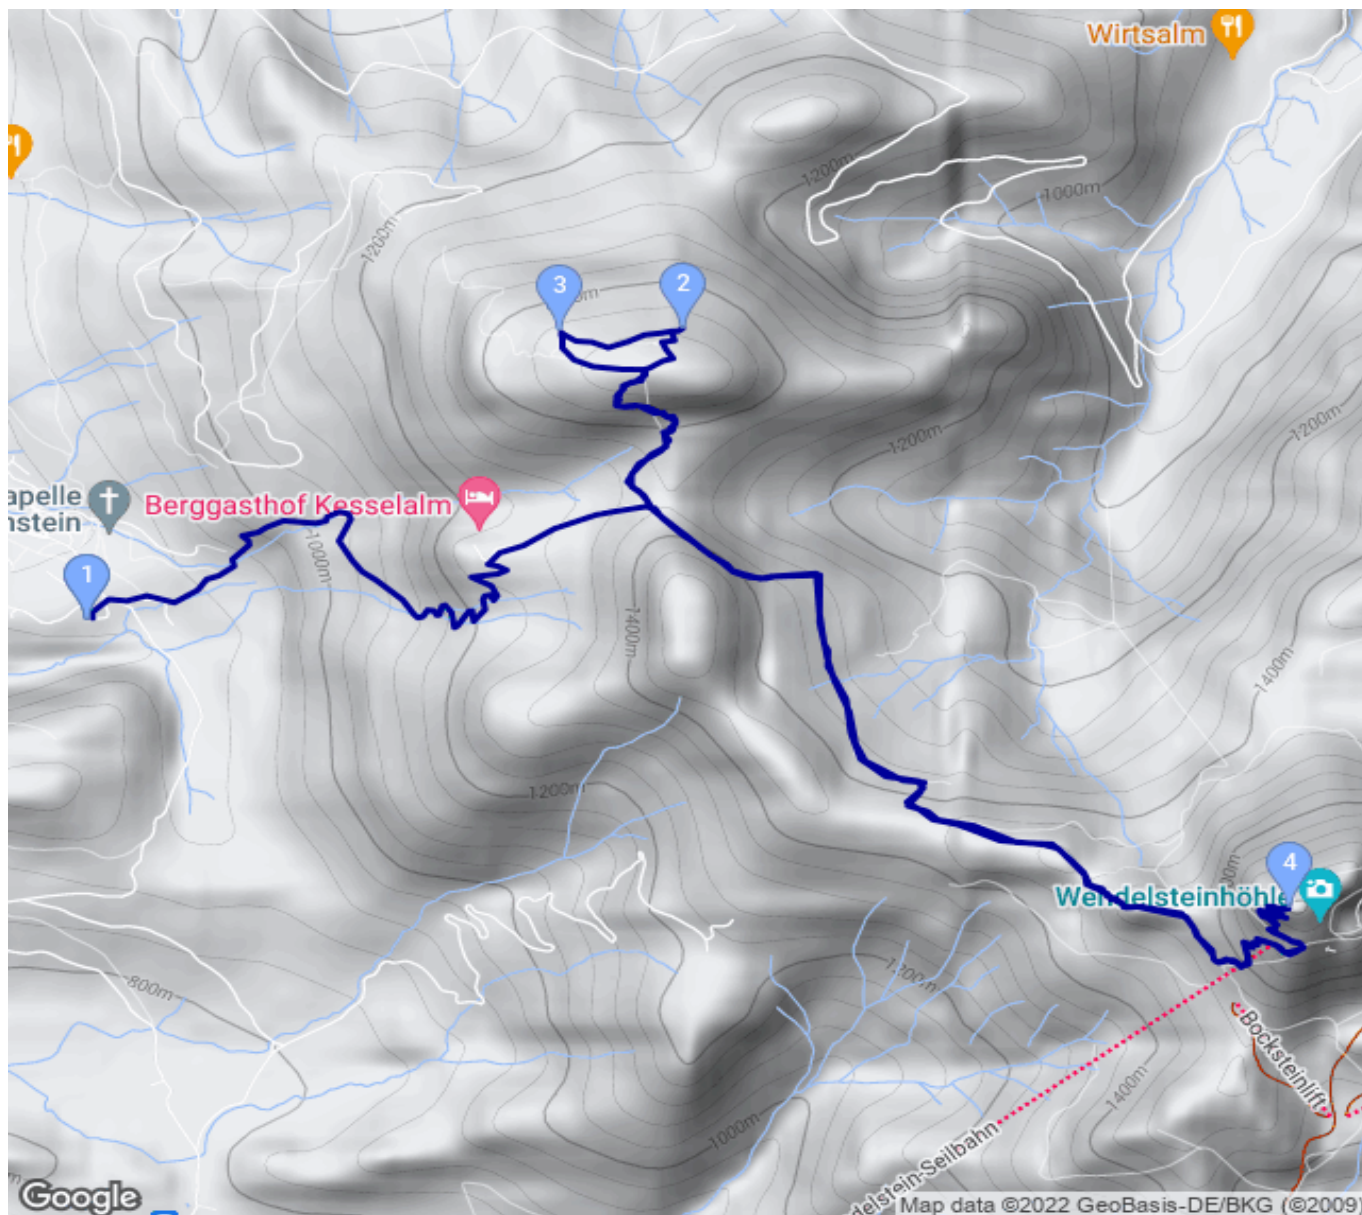 Wirtsalm
1200m
1000m
1200m
3
2
m
1200m
1200m
apelle
nstein
Berggasthof Kesselalm
1000m
1
1400m
1400m
1200m
4
Wendelsteinhöhle
800m
1200m
Bocksteinlift
1400m
1000m
delstein-Seilbahn
Google
Map data ©2022 GeoBasis-DE/BKG (©2009)